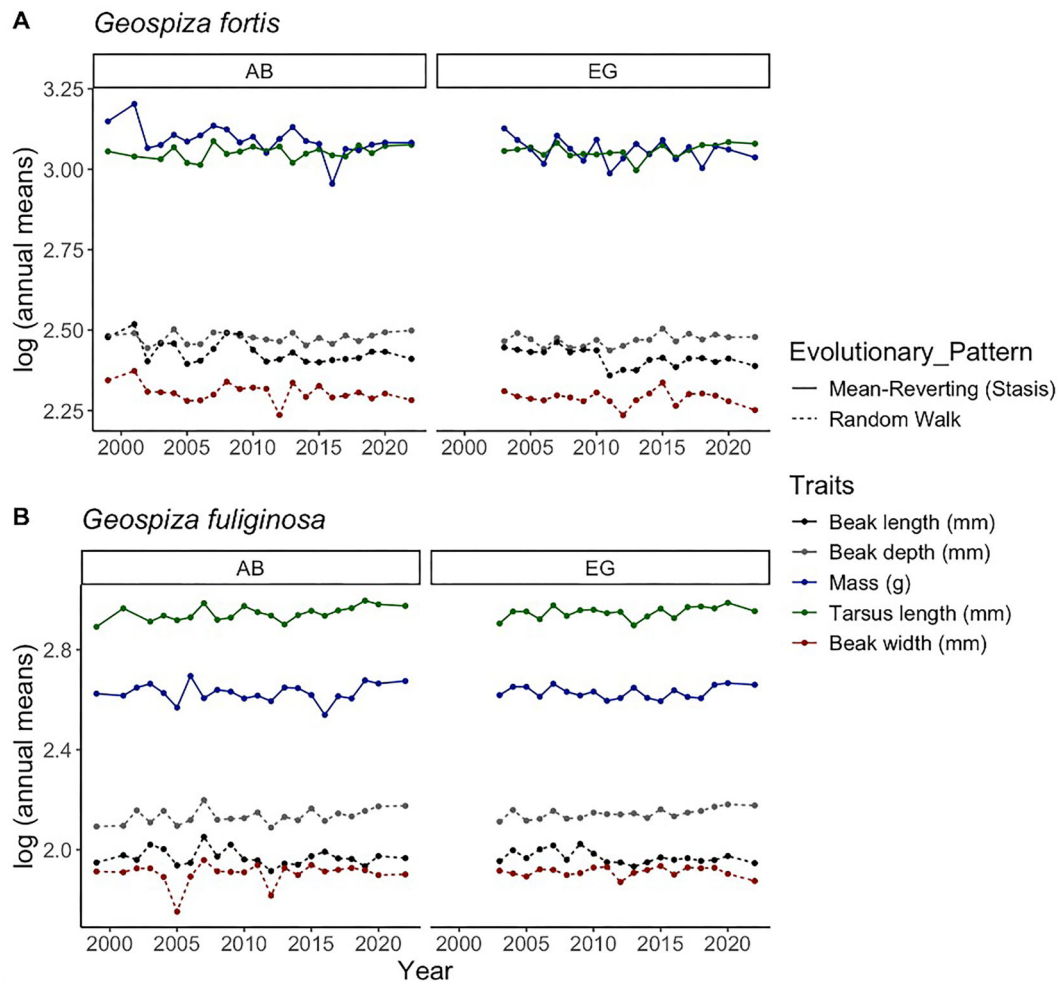 A
Geospiza fortis
AB
EG
log (annual means)
3.25
3.00
2.75
2.50
2.25
2000
2005
2010
2015
2020
2000
2005
2010
2015
2020
B
Geospiza fuliginosa
AB
EG
log (annual means)
2.8
2.4
2.0
2000
2005
2010
2015
2020
2000
2005
2010
2015
2020
Year
Evolutionary_Pattern
Mean-Reverting (Stasis)
Random Walk
Traits
Beak length (mm)
Beak depth (mm)
Mass (g)
Tarsus length (mm)
Beak width (mm)